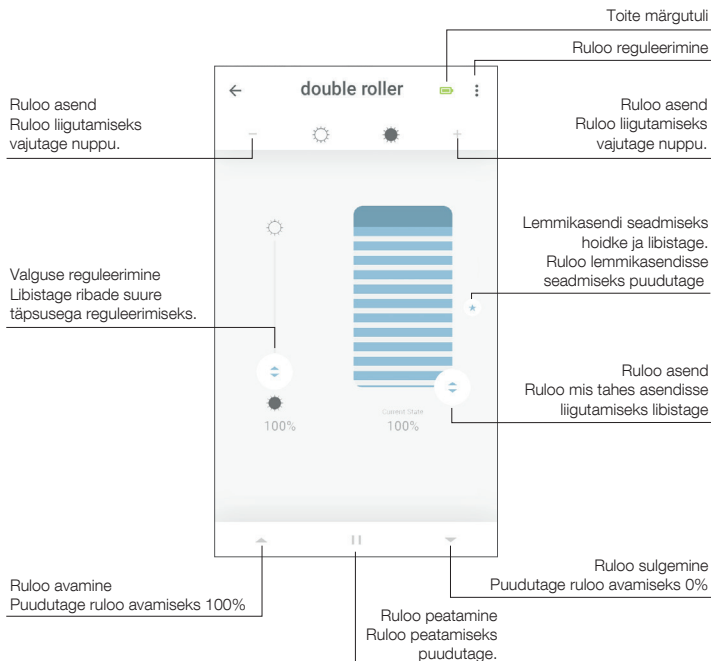 Toite märgutuli
Ruloo reguleerimine
double roller
Ruloo asend
Ruloo liigutamiseks
vajutage nuppu.
Ruloo asend
Ruloo liigutamiseks
vajutage nuppu.
Lemmikasendi seadmiseks
hoidke ja libistage.
Ruloo lemmikasendisse
seadmiseks puudutage
Valguse reguleerimine
Libistage ribade suure
täpsusega reguleerimiseks.
Ruloo asend
Ruloo mis tahes asendisse
liigutamiseks libistage
100%
Current State
100%
Ruloo avamine
Puudutage ruloo avamiseks 100%
Ruloo sulgemine
Puudutage ruloo avamiseks 0%
Ruloo peatamine
Ruloo peatamiseks
puudutage.